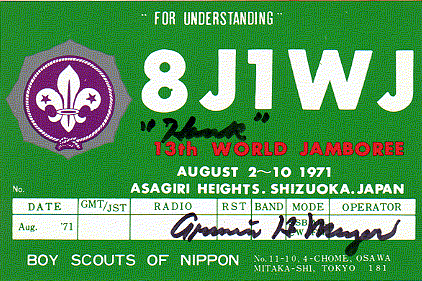 "FOR UNDERSTANDING"
8J1WJ
"Hank"
13th WORLD JAMBOREE
AUGUST 2~10 1971
No. ASAGIRI HEIGHTS. SHIZUOKA. JAPAN
DATE GMT/JST RADIO RST BAND MODE OPERATOR
Aug. '71
BOY SCOUTS OF NIPPON
No. 11-10, 4-CHOME, OSAWA
MITAKA-SHI, TOKYO 181